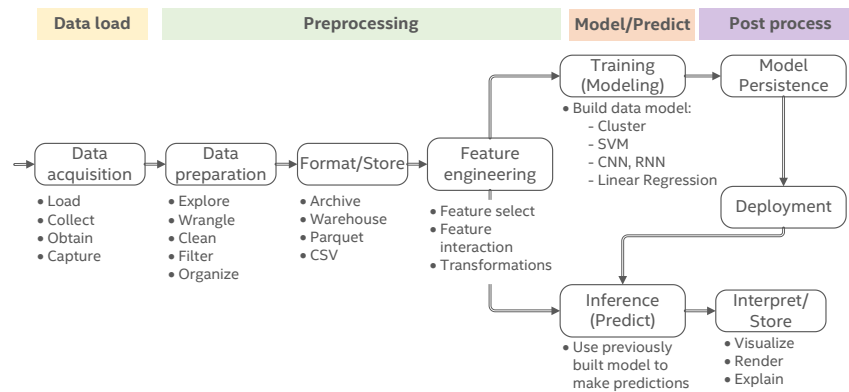 Data load
Preprocessing
Model/Predict
Post process
Data
acquisition
• Load
• Collect
• Obtain
• Capture
Data
preparation
• Explore
• Wrangle
• Clean
• Filter
• Organize
Format/Store
• Archive
• Warehouse
• Parquet
• CSV
Feature
engineering
• Feature select
• Feature
interaction
• Transformations
Training
(Modeling)
• Build data model:
- Cluster
- SVM
- CNN, RNN
- Linear Regression
Model
Persistence
Deployment
Inference
(Predict)
• Use previously
built model to
make predictions
Interpret/
Store
• Visualize
• Render
• Explain